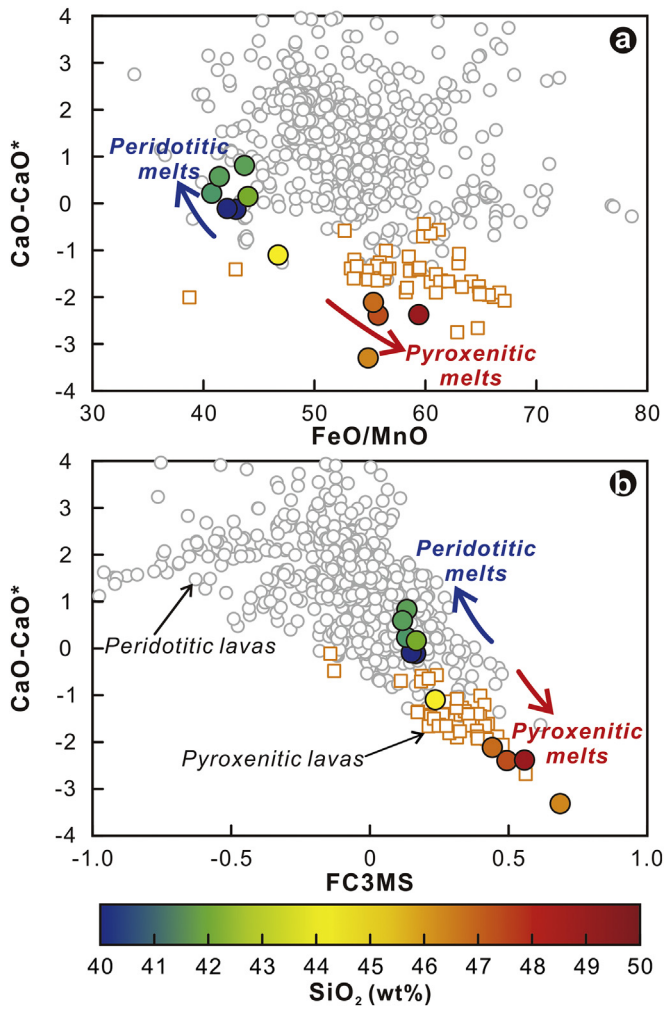 4
a
3
2
Peridotitic
melts
1
0
CaO-CaO*
-1
-2
-3
Pyroxenitic
melts
-4
30 40 50 60 70 80
FeO/MnO
4
b
3
Peridotitic
melts
2
1
CaO-CaO*
0
Peridotitic lavas
-1
Pyroxenitic
melts
Pyroxenitic lavas
-2
-3
-4
-1.0 -0.5 0 0.5 1.0
FC3MS
40 41 42 43 44 45 46 47 48 49 50
SiO₂ (wt%)